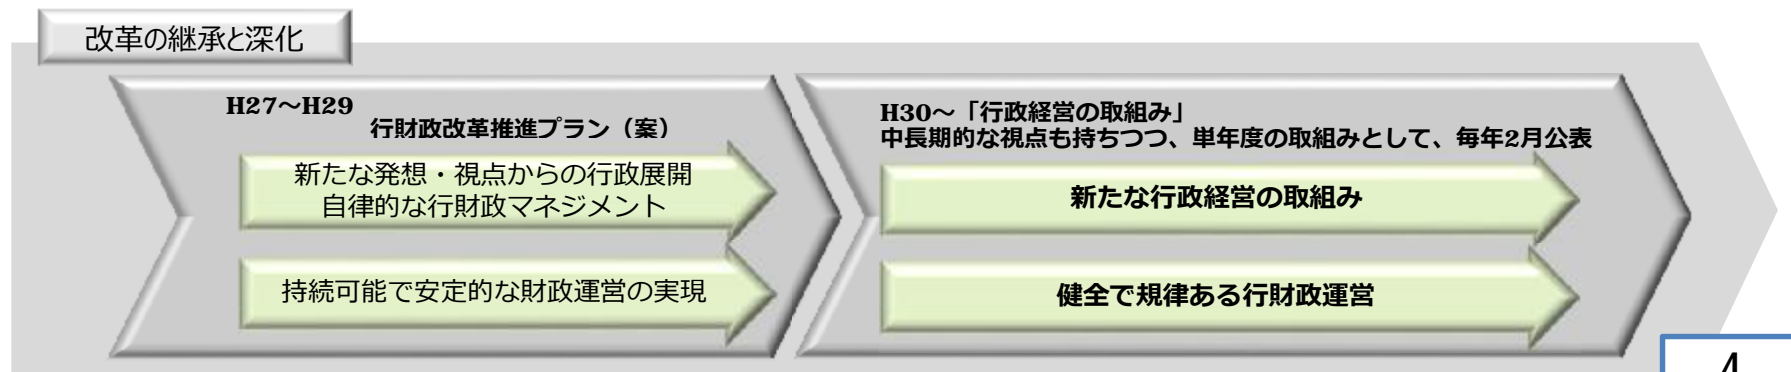 改革の継承と深化
H27～H29
行財政改革推進プラン（案）
新たな発想・視点からの行政展開
自律的な行財政マネジメント
持続可能で安定的な財政運営の実現
H30～「行政経営の取組み」
中長期的な視点も持ちつつ、単年度の取組みとして、毎年2月公表
新たな行政経営の取組み
健全で規律ある行財政運営
4